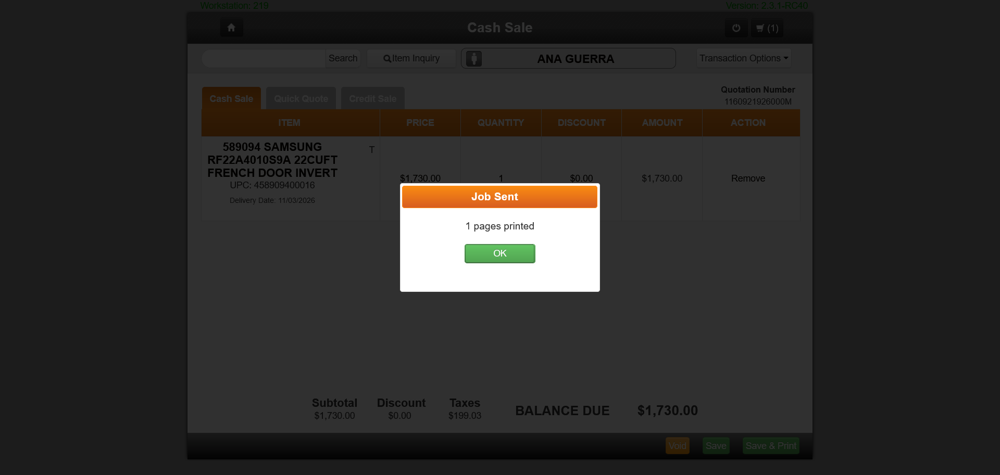 Workstation: 219
Version: 2.3.1-RC40
Cash Sale
(1)
Search
Item Inquiry
ANA GUERRA
Transaction Options
Cash Sale
Quick Quote
Credit Sale
Quotation Number
1160921926000M
ITEM
PRICE
QUANTITY
DISCOUNT
AMOUNT
ACTION
589094 SAMSUNG
RF22A4010S9A 22CUFT
FRENCH DOOR INVERT
T
UPC: 458909400016
Delivery Date: 11/03/2026
$1,730.00
1
$0.00
$1,730.00
Remove
Job Sent
1 pages printed
OK
Subtotal
$1,730.00
Discount
$0.00
Taxes
$199.03
BALANCE DUE
$1,730.00
Void
Save
Save & Print